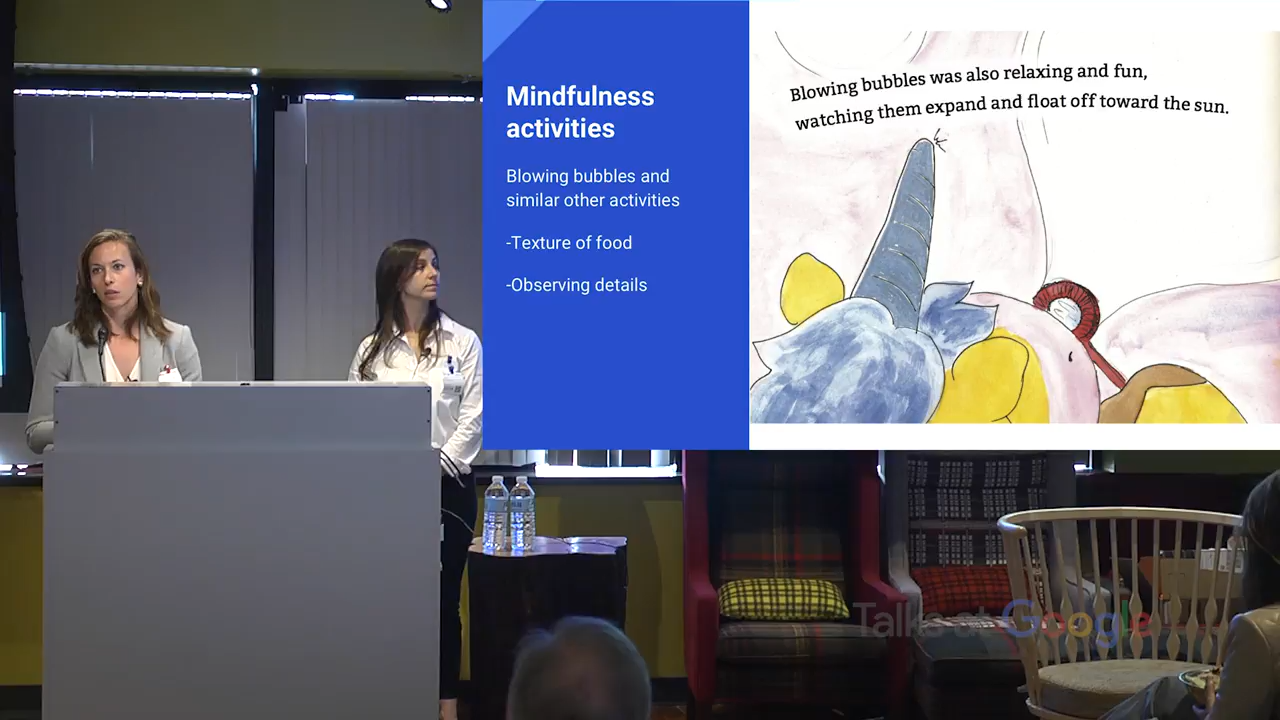 Mindfulness
activities
Blowing bubbles and
similar other activities
-Texture of food
-Observing details
Blowing bubbles was also relaxing and fun,
watching them expand and float off toward the sun.
Talks at Google